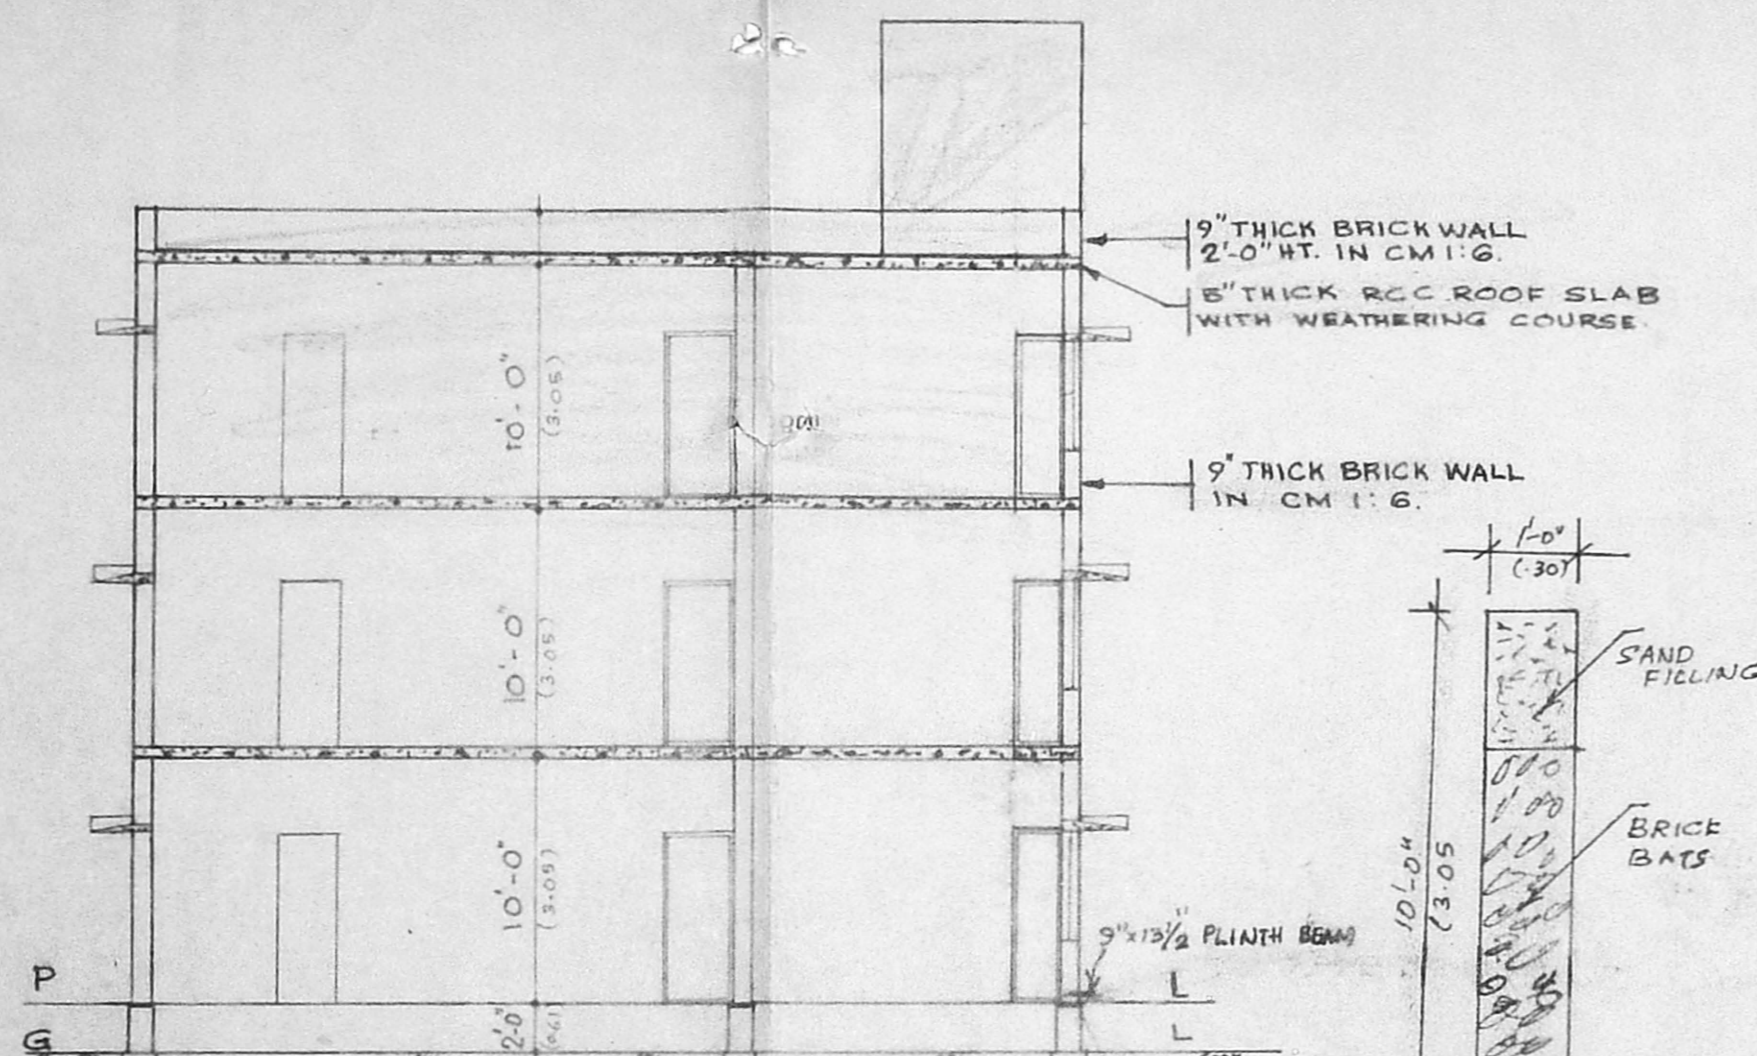 9" THICK BRICK WALL
2'-0" HT. IN CM 1:6.
5" THICK RCC ROOF SLAB
WITH WEATHERING COURSE
10'-0"
(3.05)
9" THICK BRICK WALL
IN CM 1:6.
1'-0"
(.30)
10'-0"
(3.05)
SAND
FILLING
BRICK
BATS
10'-0"
(3.05
10'-0"
(3.05)
9"x13½" PLINTH BEAM
P
L
2'-0"
(0.61)
G
L